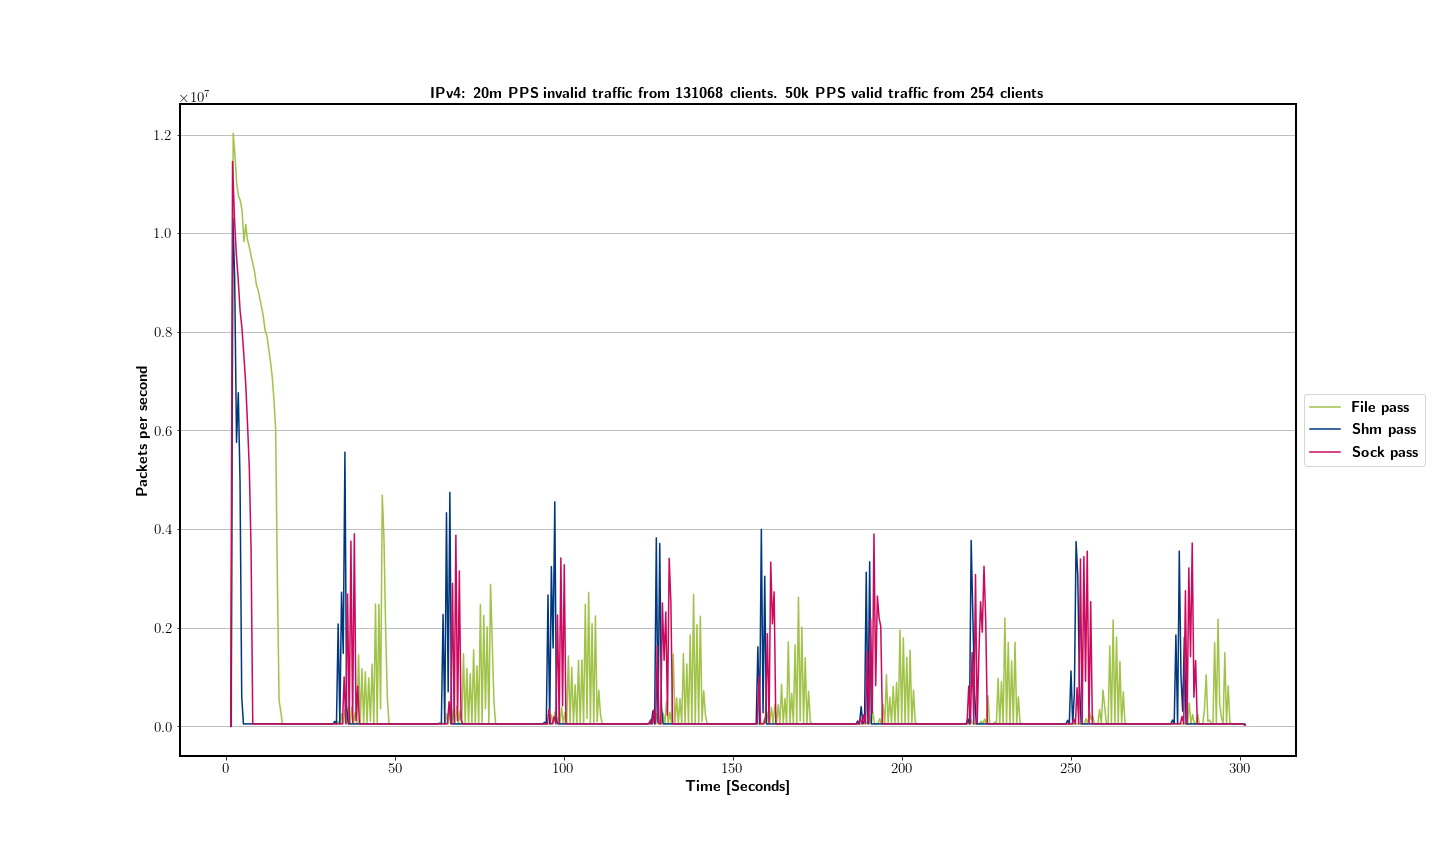 IPv4: 20m PPS invalid traffic from 131068 clients. 50k PPS valid traffic from 254 clients
×10⁷
1.2
1.0
0.8
0.6
0.4
0.2
0.0
Packets per second
0 50 100 150 200 250 300
Time [Seconds]
File pass
Shm pass
Sock pass